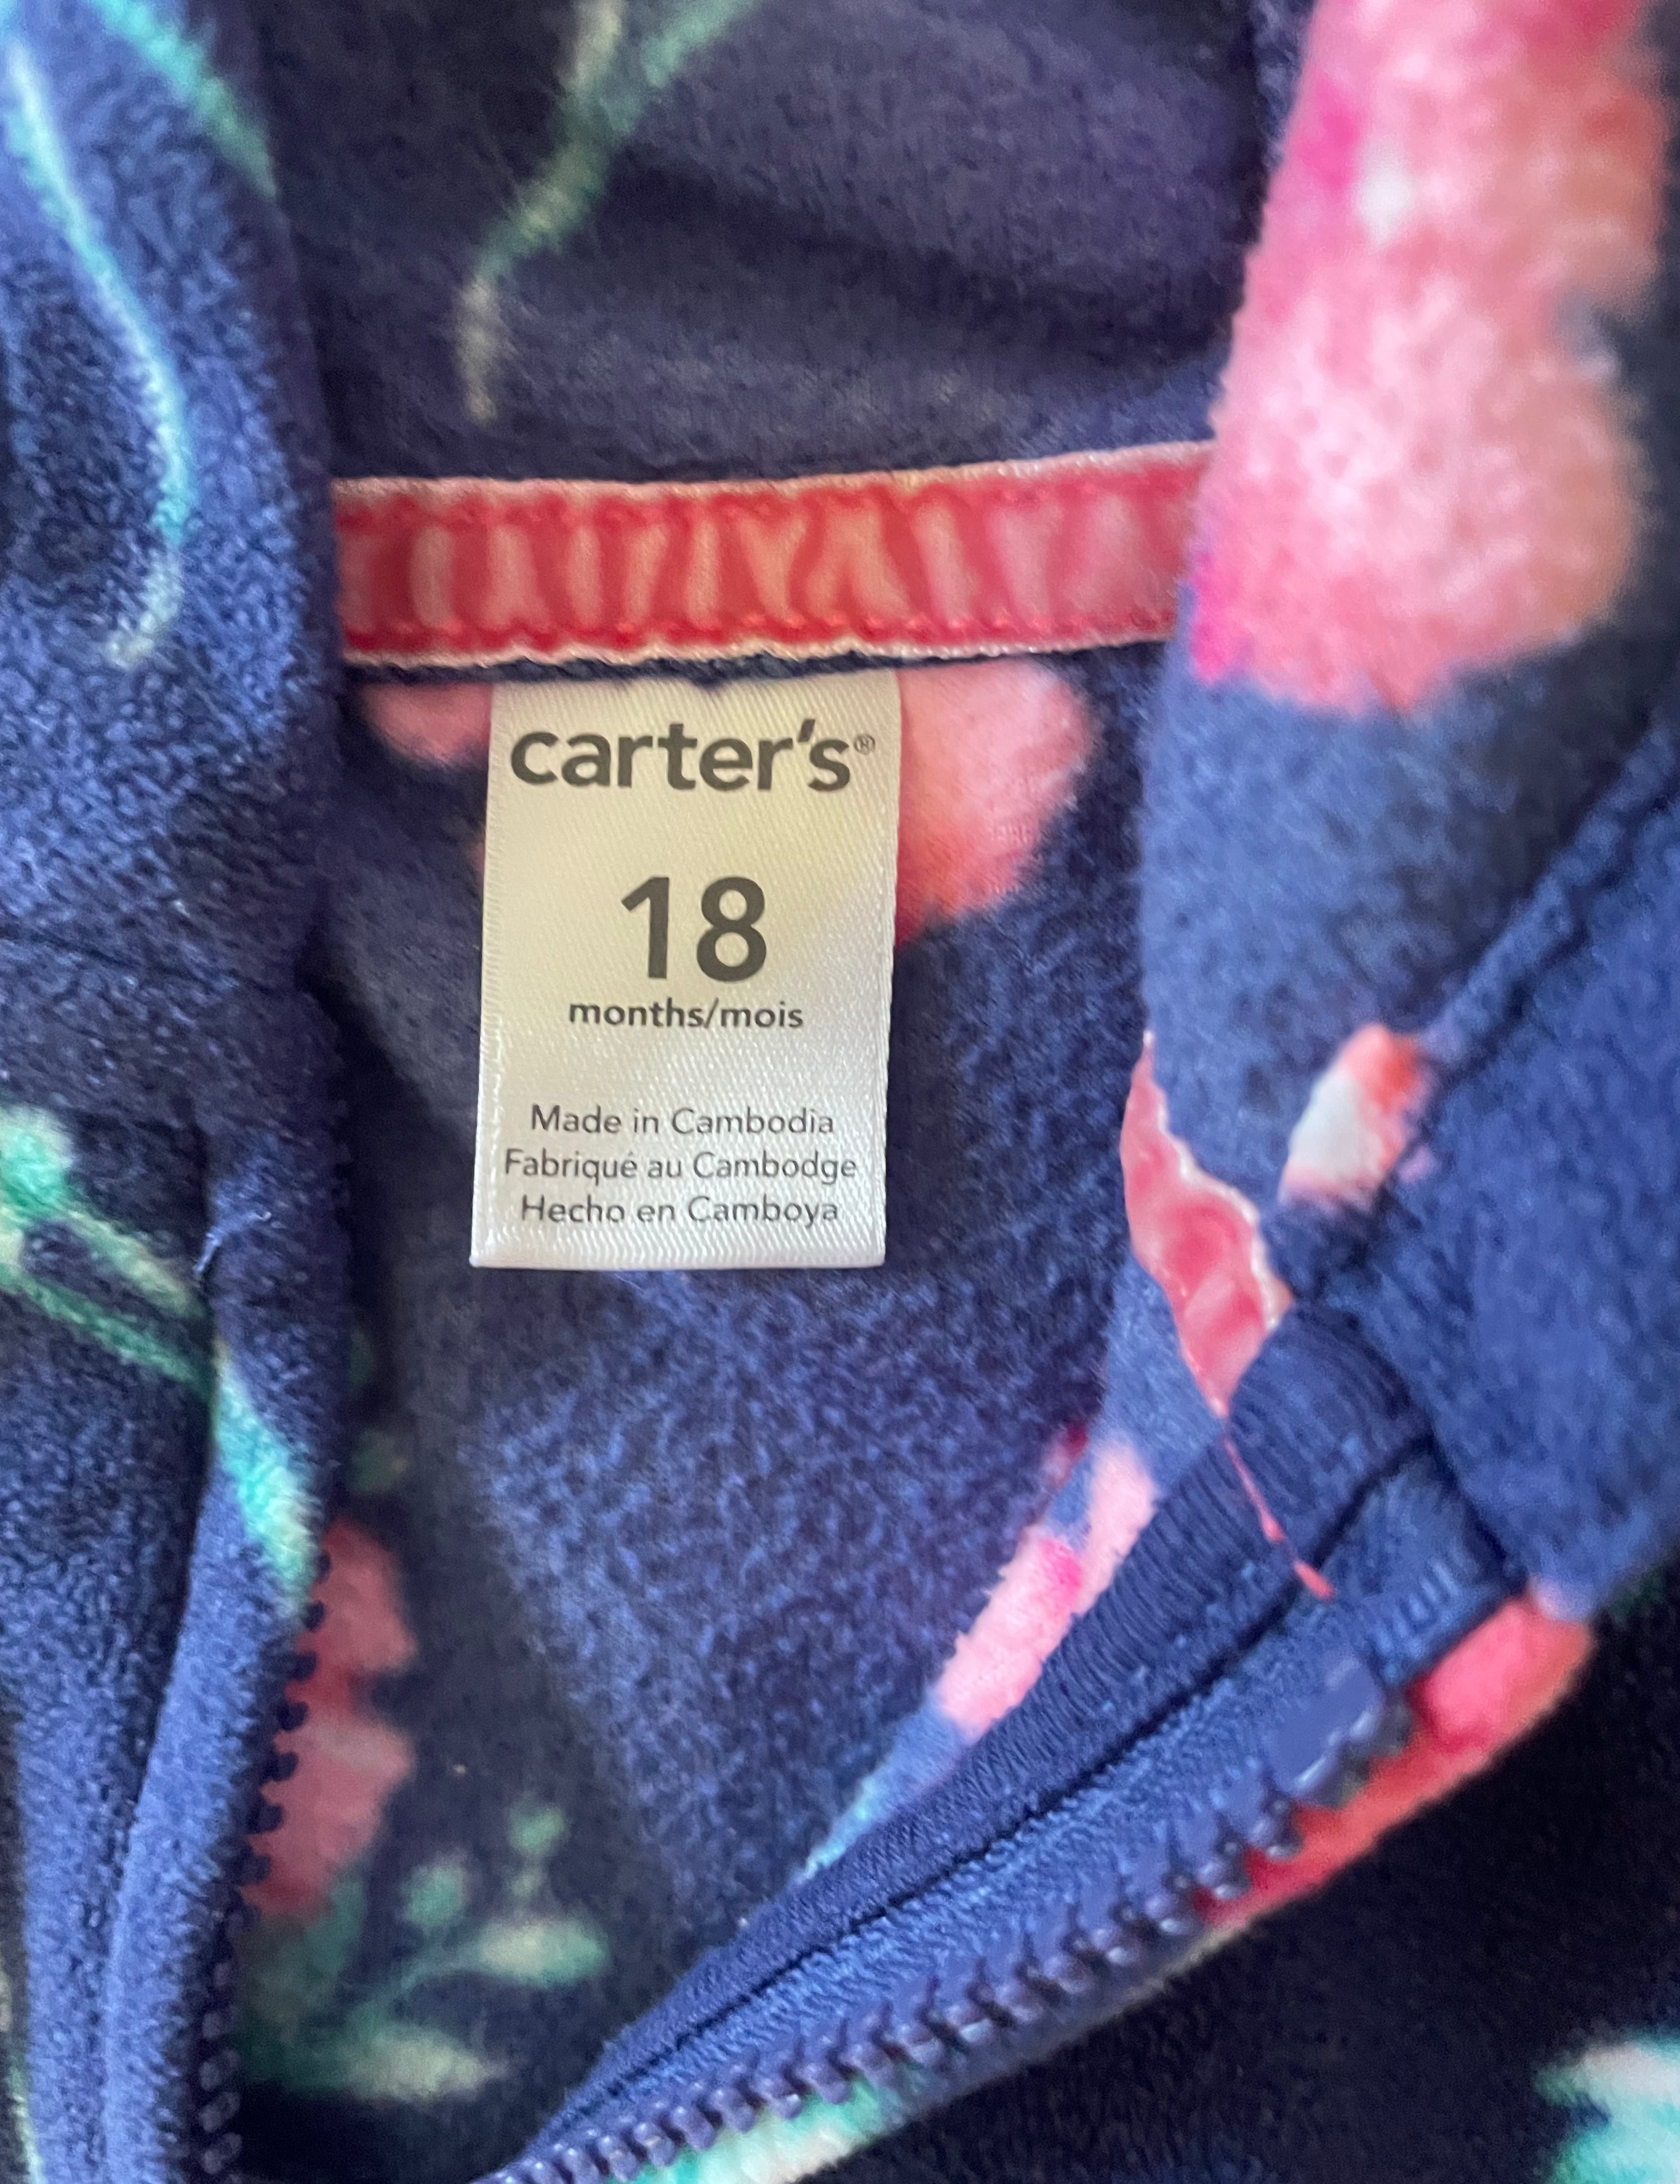 carter's®
18
months/mois
Made in Cambodia
Fabriqué au Cambodge
Hecho en Camboya